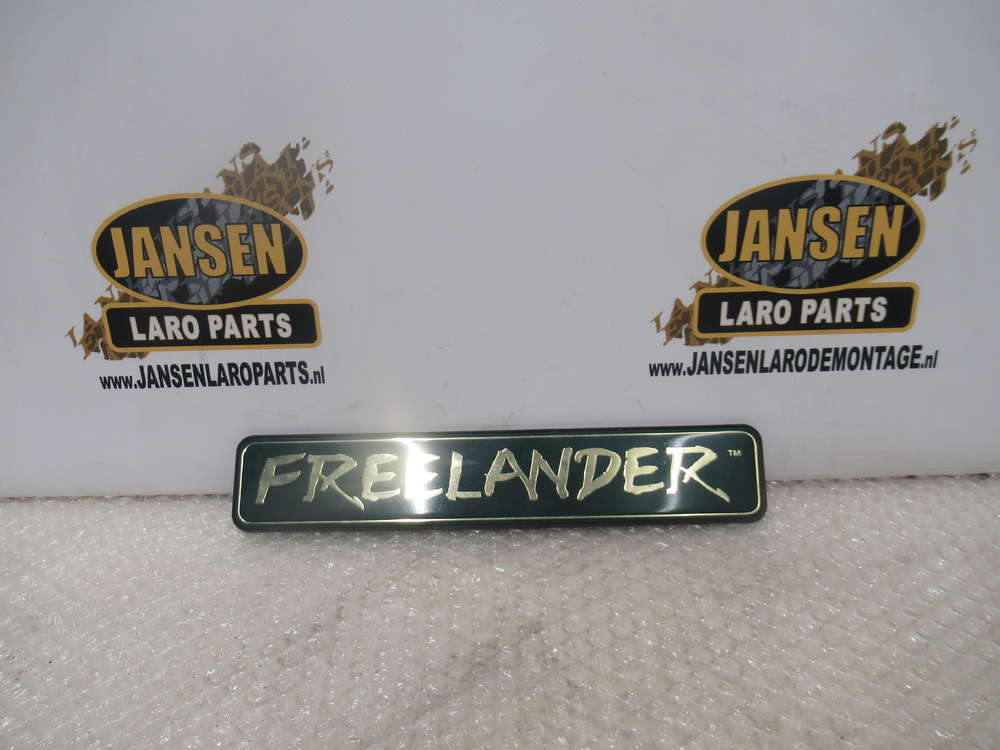 JANSEN
LARO PARTS
www.JANSENLAROPARTS.nl
JANSEN
LARO PARTS
www.JANSENLARODEMONTAGE.nl
FREELANDER™